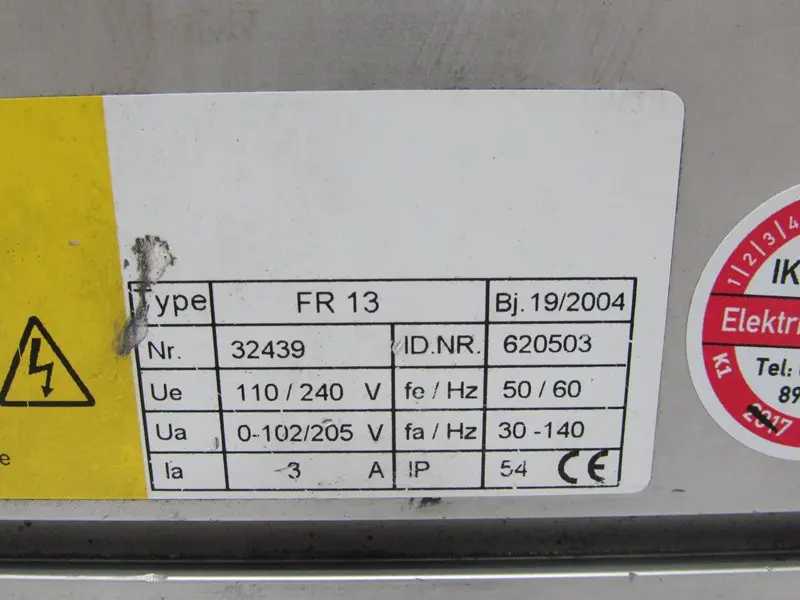 Type FR 13 Bj. 19/2004
Nr. 32439 ID.NR. 620503
Ue 110 / 240 V fe / Hz 50 / 60
Ua 0-102/205 V fa / Hz 30 -140
Ia 3 A IP 54 CE
e
1/2/3/4
IK
Elektri
K1
Tel:
89
2017